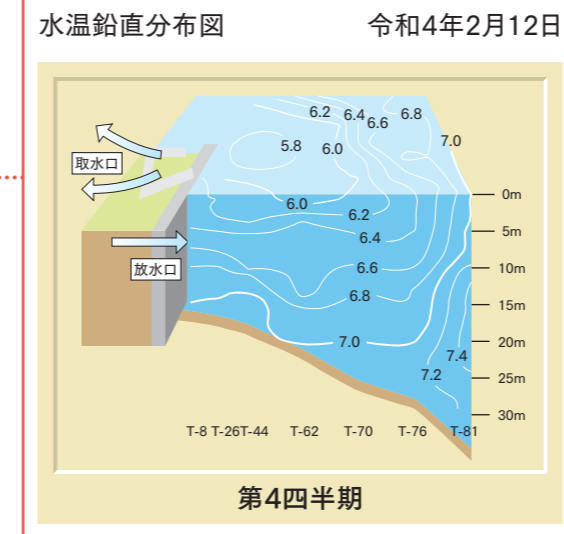 水温鉛直分布図 令和4年2月12日
6.2 6.4 6.6 6.8
5.8 6.0 7.0
取水口
6.0 0m
6.2
6.4 5m
放水口
6.6 10m
6.8 15m
7.0 20m
7.4
7.2 25m
30m
T-8 T-26 T-44 T-62 T-70 T-76 T-81
第4四半期